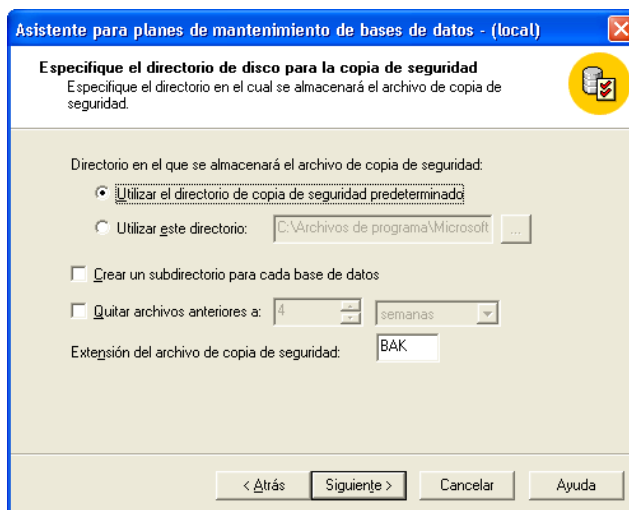 Asistente para planes de mantenimiento de bases de datos - (local)
Especifique el directorio de disco para la copia de seguridad
Especifique el directorio en el cual se almacenará el archivo de copia de
seguridad.
Directorio en el que se almacenará el archivo de copia de seguridad:
Utilizar el directorio de copia de seguridad predeterminado
Utilizar este directorio: C:\Archivos de programa\Microsoft ...
Crear un subdirectorio para cada base de datos
Quitar archivos anteriores a: 4 semanas
Extensión del archivo de copia de seguridad: BAK
< Atrás Siguiente > Cancelar Ayuda